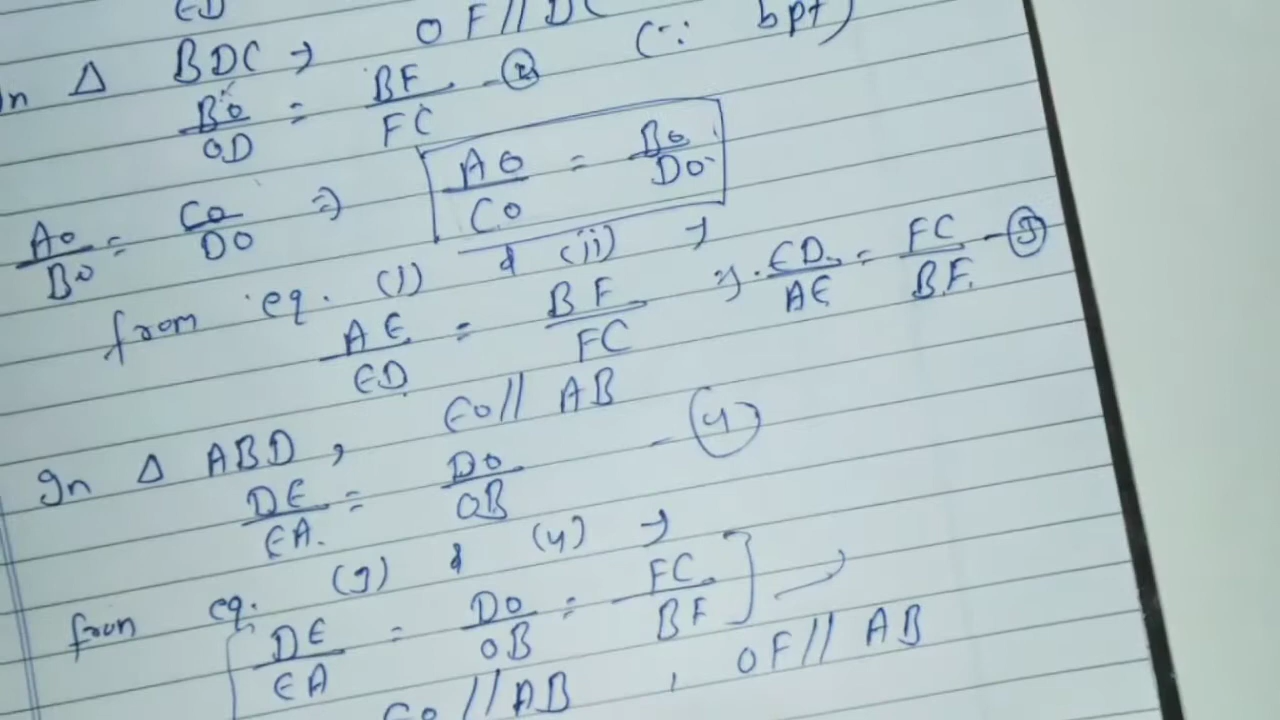 ED
In Δ BDC, OF // DC (∵ bpt)
BO/OD = BF/FC - (2)
AO/BO = CO/DO ⇒ AO/CO = BO/DO
from eq. (i) & (ii) →
AE/ED = BF/FC ⇒ ED/AE = FC/BF - (3)
In Δ ABD, EO // AB
DE/EA = DO/OB - (4)
from eq. (3) & (4) →
DE/EA = DO/OB = FC/BF
EO // AB, OF // AB